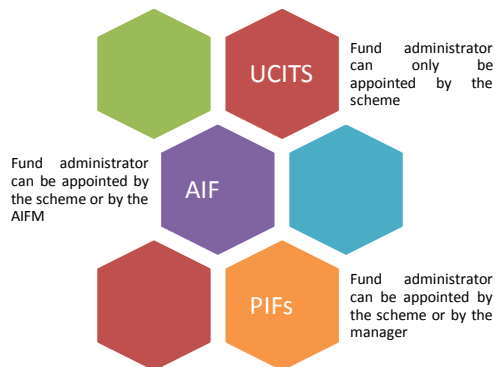 UCITS
Fund administrator
can only be
appointed by the
scheme
Fund administrator
can be appointed by
the scheme or by the
AIFM
AIF
PIFs
Fund administrator
can be appointed by
the scheme or by the
manager